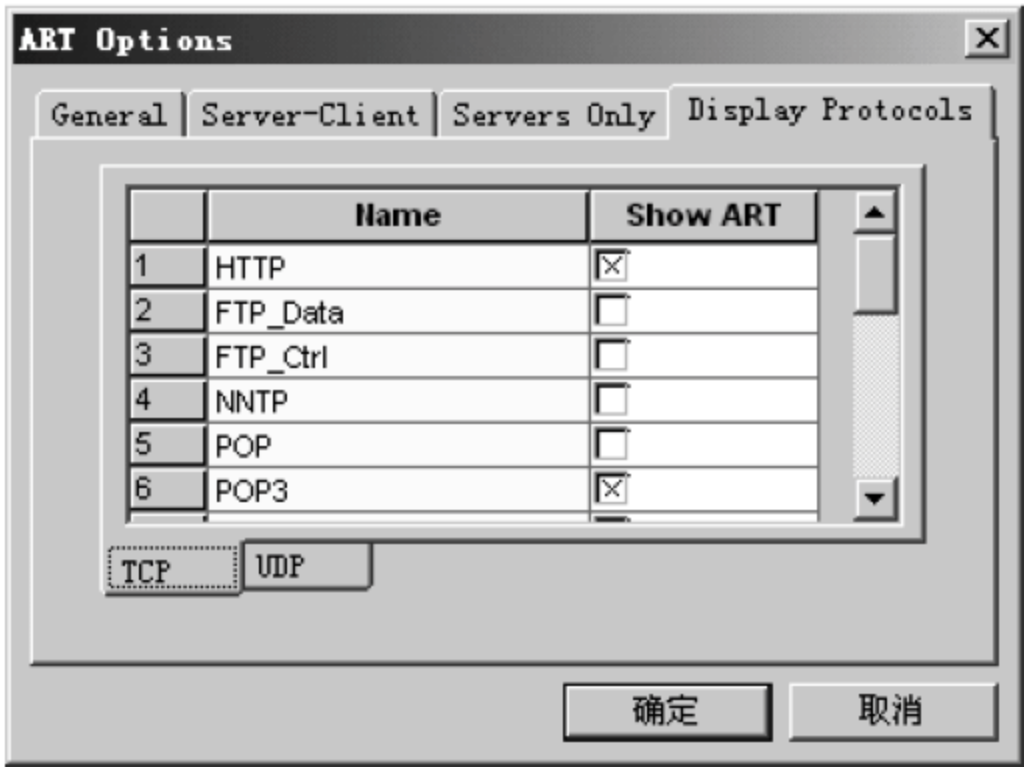 ART Options
General Server-Client Servers Only Display Protocols
Name Show ART
1 HTTP
2 FTP_Data
3 FTP_Ctrl
4 NNTP
5 POP
6 POP3
TCP UDP
确定 取消